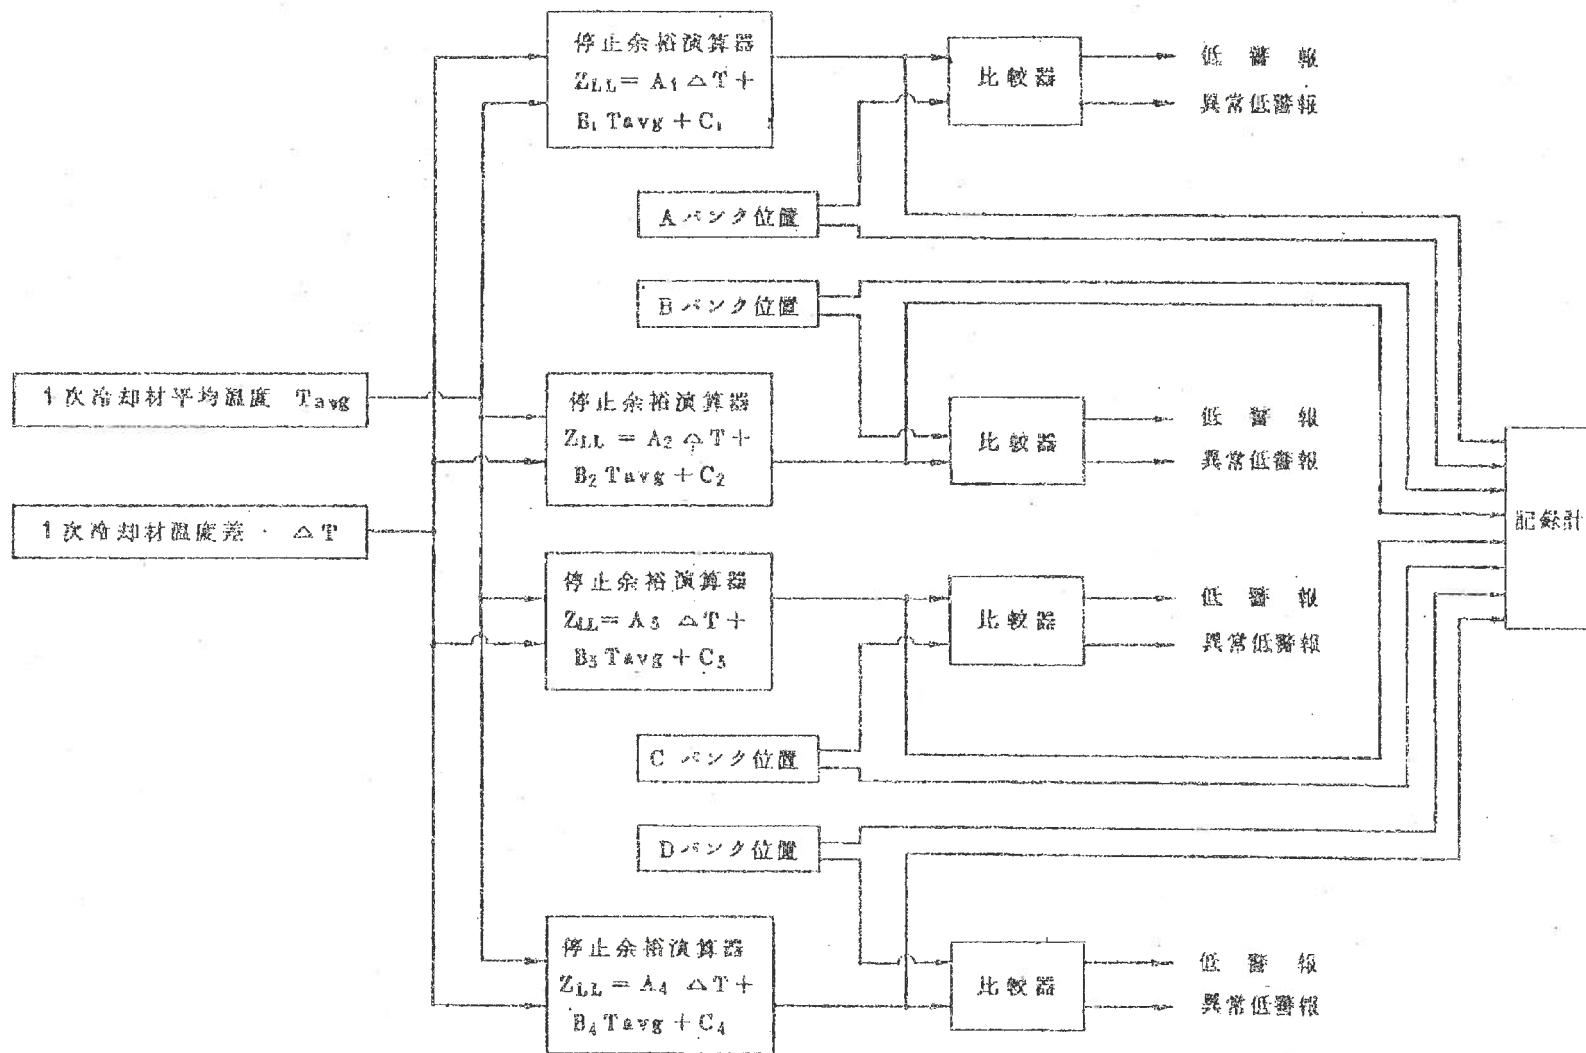 停止余裕演算器
ZLL = A1 △T +
B1 Tavg + C1
比較器
低 警 報
異常低警報
Aバンク位置
Bバンク位置
1次冷却材平均温度 Tavg
停止余裕演算器
ZLL = A2 △T +
B2 Tavg + C2
比較器
低 警 報
異常低警報
記録計
1次冷却材温度差 · △T
停止余裕演算器
ZLL = A3 △T +
B3 Tavg + C3
比較器
低 警 報
異常低警報
C バンク位置
Dバンク位置
停止余裕演算器
ZLL = A4 △T +
B4 Tavg + C4
比較器
低 警 報
異常低警報